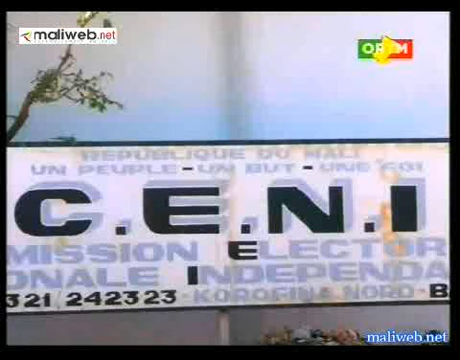 maliweb.net
ORTM
REPUBLIQUE DU MALI
UN PEUPLE - UN BUT - UNE FOI
C.E.N.I
MISSION ELECTOR
ONALE INDEPENDA
321/242323 - KOROFINA NORD - B
maliweb.net